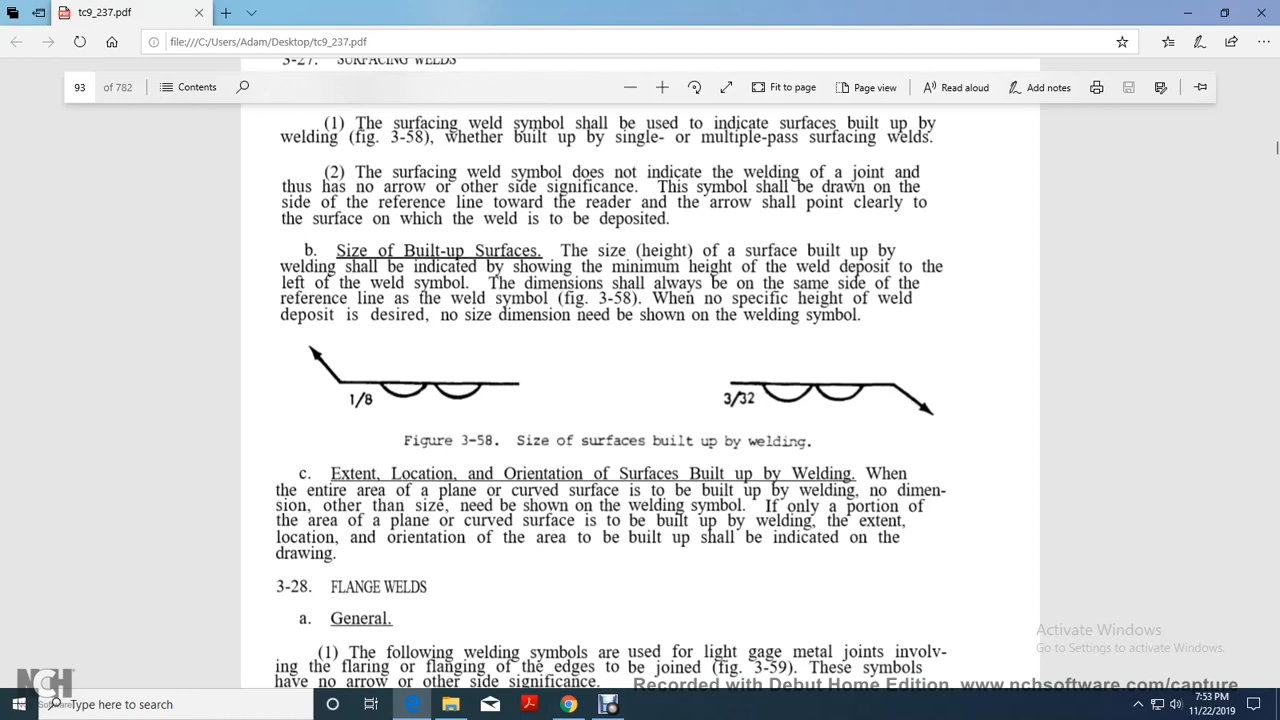 tc9_237.pdf
file:///C:/Users/Adam/Desktop/tc9_237.pdf
3-27. SURFACING WELDS
93 of 782 Contents Fit to page Page view Read aloud Add notes
(1) The surfacing weld symbol shall be used to indicate surfaces built up by
welding (fig. 3-58), whether built up by single- or multiple-pass surfacing welds.
(2) The surfacing weld symbol does not indicate the welding of a joint and
thus has no arrow or other side significance. This symbol shall be drawn on the
side of the reference line toward the reader and the arrow shall point clearly to
the surface on which the weld is to be deposited.
b. Size of Built-up Surfaces. The size (height) of a surface built up by
welding shall be indicated by showing the minimum height of the weld deposit to the
left of the weld symbol. The dimensions shall always be on the same side of the
reference line as the weld symbol (fig. 3-58). When no specific height of weld
deposit is desired, no size dimension need be shown on the welding symbol.
1/8 3/32
Figure 3-58. Size of surfaces built up by welding.
c. Extent, Location, and Orientation of Surfaces Built up by Welding. When
the entire area of a plane or curved surface is to be built up by welding, no dimen-
sion, other than size, need be shown on the welding symbol. If only a portion of
the area of a plane or curved surface is to be built up by welding, the extent,
location, and orientation of the area to be built up shall be indicated on the
drawing.
3-28. FLANGE WELDS
a. General.
(1) The following welding symbols are used for light gage metal joints involv-
ing the flaring or flanging of the edges to be joined (fig. 3-59). These symbols
have no arrow or other side significance.
Activate Windows
Go to Settings to activate Windows.
NCH
Software
Recorded with Debut Home Edition. www.nchsoftware.com/capture
Type here to search
7:53 PM
11/22/2019